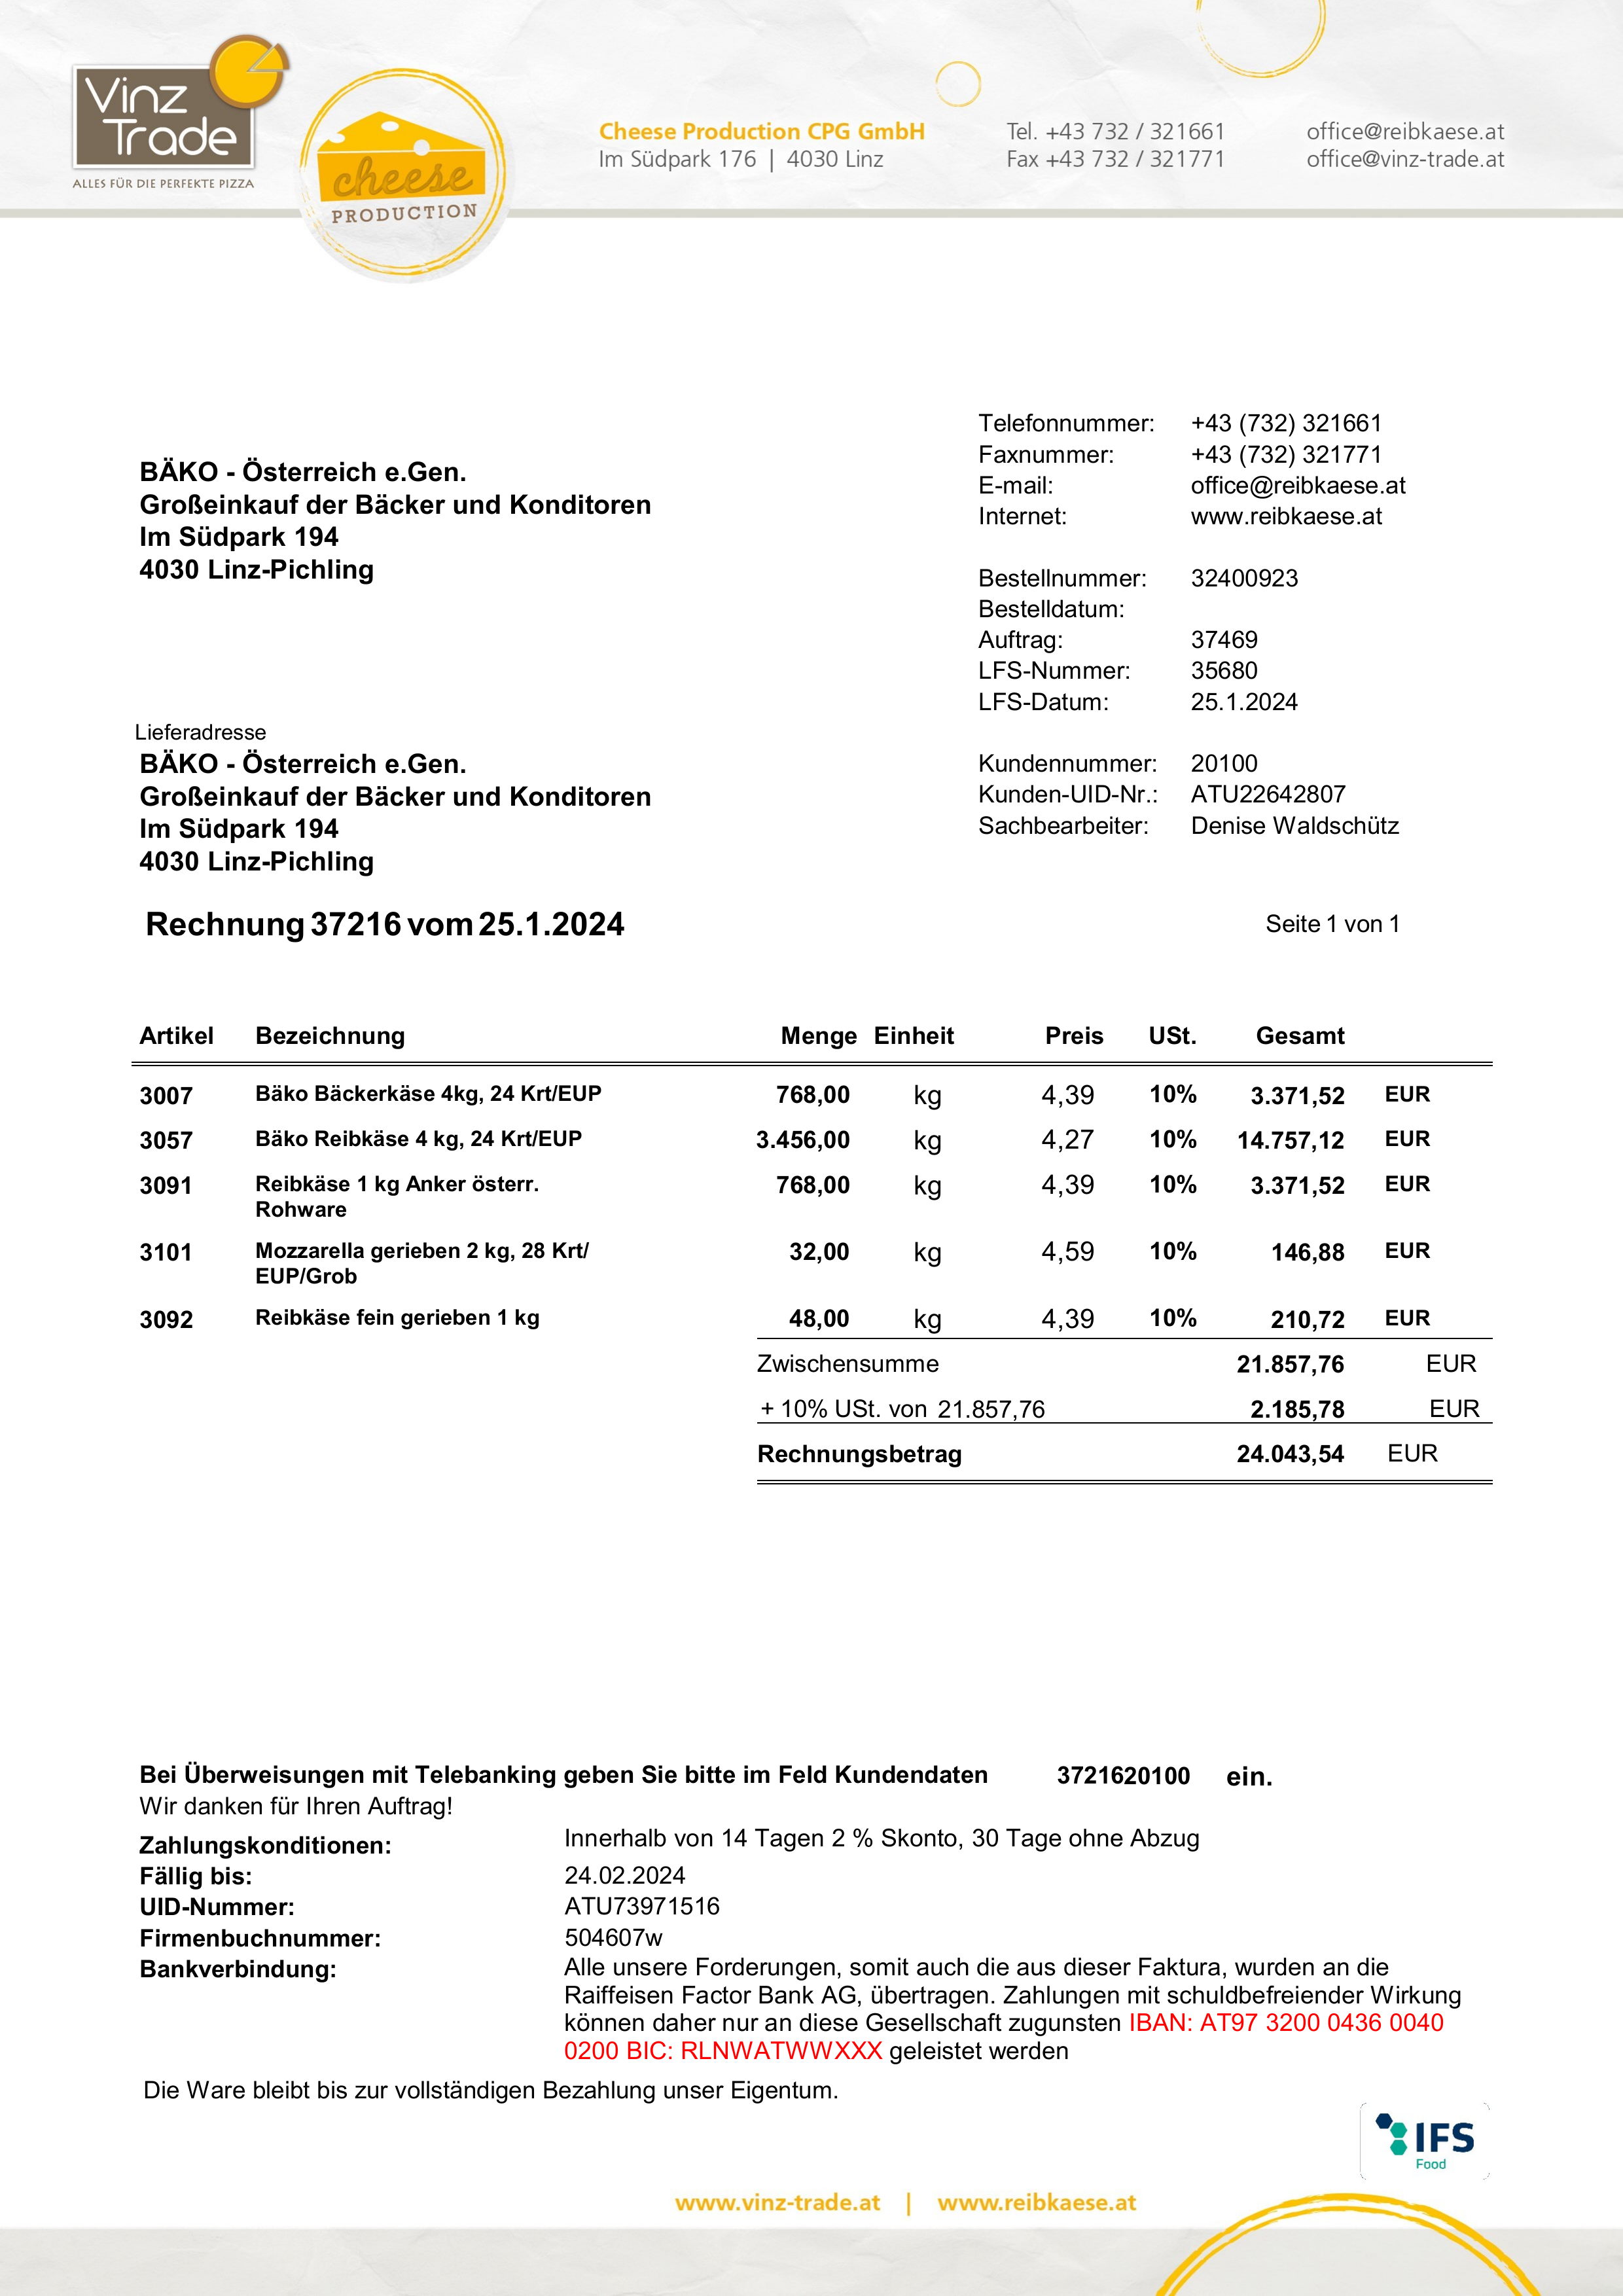 Vinz
Trade
ALLES FÜR DIE PERFEKTE PIZZA
cheese
PRODUCTION
Cheese Production CPG GmbH
Im Südpark 176 | 4030 Linz
Tel. +43 732 / 321661
Fax +43 732 / 321771
office@reibkaese.at
office@vinz-trade.at
BÄKO - Österreich e.Gen.
Großeinkauf der Bäcker und Konditoren
Im Südpark 194
4030 Linz-Pichling
Telefonnummer: +43 (732) 321661
Faxnummer: +43 (732) 321771
E-mail: office@reibkaese.at
Internet: www.reibkaese.at
Bestellnummer: 32400923
Bestelldatum:
Auftrag: 37469
LFS-Nummer: 35680
LFS-Datum: 25.1.2024
Lieferadresse
BÄKO - Österreich e.Gen.
Großeinkauf der Bäcker und Konditoren
Im Südpark 194
4030 Linz-Pichling
Kundennummer: 20100
Kunden-UID-Nr.: ATU22642807
Sachbearbeiter: Denise Waldschütz
Rechnung 37216 vom 25.1.2024
Seite 1 von 1
Artikel Bezeichnung Menge Einheit Preis USt. Gesamt
3007 Bäko Bäckerkäse 4kg, 24 Krt/EUP 768,00 kg 4,39 10% 3.371,52 EUR
3057 Bäko Reibkäse 4 kg, 24 Krt/EUP 3.456,00 kg 4,27 10% 14.757,12 EUR
3091 Reibkäse 1 kg Anker österr. 768,00 kg 4,39 10% 3.371,52 EUR
Rohware
3101 Mozzarella gerieben 2 kg, 28 Krt/ 32,00 kg 4,59 10% 146,88 EUR
EUP/Grob
3092 Reibkäse fein gerieben 1 kg 48,00 kg 4,39 10% 210,72 EUR
Zwischensumme 21.857,76 EUR
+ 10% USt. von 21.857,76 2.185,78 EUR
Rechnungsbetrag 24.043,54 EUR
Bei Überweisungen mit Telebanking geben Sie bitte im Feld Kundendaten 3721620100 ein.
Wir danken für Ihren Auftrag!
Zahlungskonditionen: Innerhalb von 14 Tagen 2 % Skonto, 30 Tage ohne Abzug
Fällig bis: 24.02.2024
UID-Nummer: ATU73971516
Firmenbuchnummer: 504607w
Bankverbindung: Alle unsere Forderungen, somit auch die aus dieser Faktura, wurden an die
Raiffeisen Factor Bank AG, übertragen. Zahlungen mit schuldbefreiender Wirkung
können daher nur an diese Gesellschaft zugunsten IBAN: AT97 3200 0436 0040
0200 BIC: RLNWATWWXXX geleistet werden
Die Ware bleibt bis zur vollständigen Bezahlung unser Eigentum.
IFS
Food
www.vinz-trade.at | www.reibkaese.at